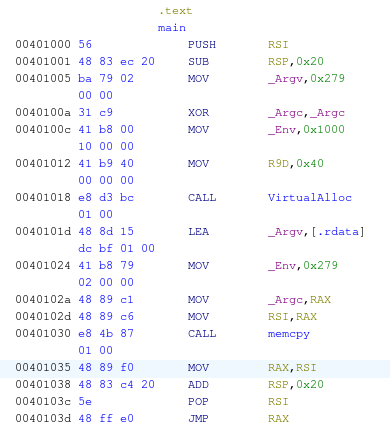 .text
main
00401000 56 PUSH RSI
00401001 48 83 ec 20 SUB RSP,0x20
00401005 ba 79 02 MOV _Argv,0x279
00 00
0040100a 31 c9 XOR _Argc,_Argc
0040100c 41 b8 00 MOV _Env,0x1000
10 00 00
00401012 41 b9 40 MOV R9D,0x40
00 00 00
00401018 e8 d3 bc CALL VirtualAlloc
01 00
0040101d 48 8d 15 LEA _Argv,[.rdata]
dc bf 01 00
00401024 41 b8 79 MOV _Env,0x279
02 00 00
0040102a 48 89 c1 MOV _Argc,RAX
0040102d 48 89 c6 MOV RSI,RAX
00401030 e8 4b 87 CALL memcpy
01 00
00401035 48 89 f0 MOV RAX,RSI
00401038 48 83 c4 20 ADD RSP,0x20
0040103c 5e POP RSI
0040103d 48 ff e0 JMP RAX